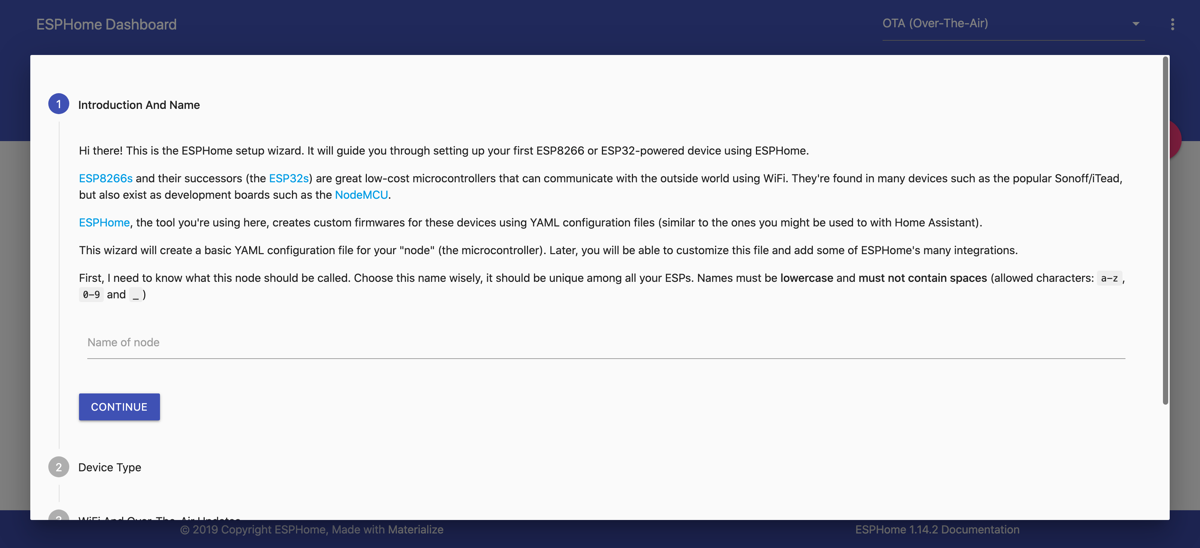 ESPHome Dashboard
OTA (Over-The-Air)
1
Introduction And Name
Hi there! This is the ESPHome setup wizard. It will guide you through setting up your first ESP8266 or ESP32-powered device using ESPHome.
ESP8266s and their successors (the ESP32s) are great low-cost microcontrollers that can communicate with the outside world using WiFi. They're found in many devices such as the popular Sonoff/iTead,
but also exist as development boards such as the NodeMCU.
ESPHome, the tool you're using here, creates custom firmwares for these devices using YAML configuration files (similar to the ones you might be used to with Home Assistant).
This wizard will create a basic YAML configuration file for your "node" (the microcontroller). Later, you will be able to customize this file and add some of ESPHome's many integrations.
First, I need to know what this node should be called. Choose this name wisely, it should be unique among all your ESPs. Names must be lowercase and must not contain spaces (allowed characters: a-z,
0-9 and _)
Name of node
CONTINUE
2
Device Type
3
WiFi And Over-The-Air Updates
© 2019 Copyright ESPHome, Made with Materialize
ESPHome 1.14.2 Documentation